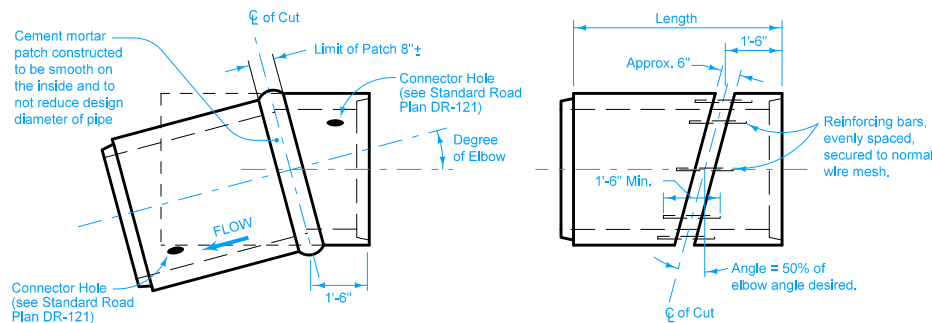 ℄ of Cut
Cement mortar
patch constructed
to be smooth on
the inside and to
not reduce design
diameter of pipe
Limit of Patch 8"±
Connector Hole
(see Standard Road
Plan DR-121)
Degree
of Elbow
FLOW
Connector Hole
(see Standard Road
Plan DR-121)
1'-6"
Length
1'-6"
Approx. 6"
Reinforcing bars,
evenly spaced,
secured to normal
wire mesh.
1'-6" Min.
Angle = 50% of
elbow angle desired.
℄ of Cut